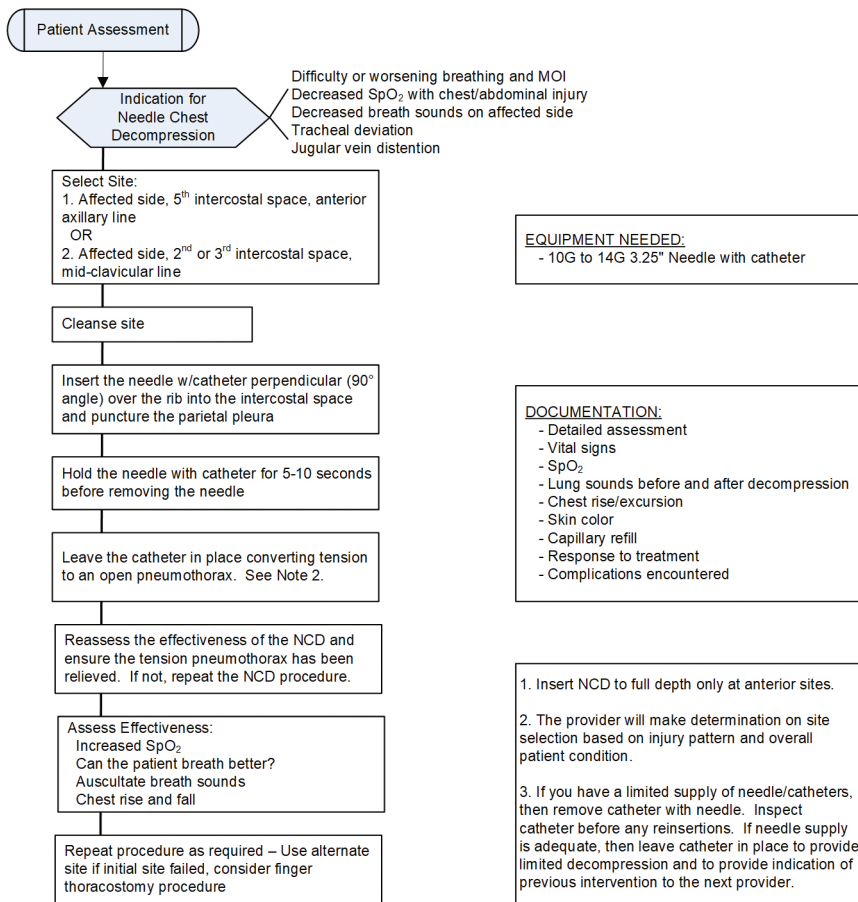 Patient Assessment
Indication for
Needle Chest
Decompression
Difficulty or worsening breathing and MOI
Decreased SpO₂ with chest/abdominal injury
Decreased breath sounds on affected side
Tracheal deviation
Jugular vein distention
Select Site:
1. Affected side, 5th intercostal space, anterior
axillary line
OR
2. Affected side, 2nd or 3rd intercostal space,
mid-clavicular line
Cleanse site
Insert the needle w/catheter perpendicular (90°
angle) over the rib into the intercostal space
and puncture the parietal pleura
Hold the needle with catheter for 5-10 seconds
before removing the needle
Leave the catheter in place converting tension
to an open pneumothorax. See Note 2.
Reassess the effectiveness of the NCD and
ensure the tension pneumothorax has been
relieved. If not, repeat the NCD procedure.
Assess Effectiveness:
Increased SpO₂
Can the patient breath better?
Auscultate breath sounds
Chest rise and fall
Repeat procedure as required – Use alternate
site if initial site failed, consider finger
thoracostomy procedure
EQUIPMENT NEEDED:
- 10G to 14G 3.25" Needle with catheter
DOCUMENTATION:
- Detailed assessment
- Vital signs
- SpO₂
- Lung sounds before and after decompression
- Chest rise/excursion
- Skin color
- Capillary refill
- Response to treatment
- Complications encountered
1. Insert NCD to full depth only at anterior sites.
2. The provider will make determination on site
selection based on injury pattern and overall
patient condition.
3. If you have a limited supply of needle/catheters,
then remove catheter with needle. Inspect
catheter before any reinsertions. If needle supply
is adequate, then leave catheter in place to provide
limited decompression and to provide indication of
previous intervention to the next provider.